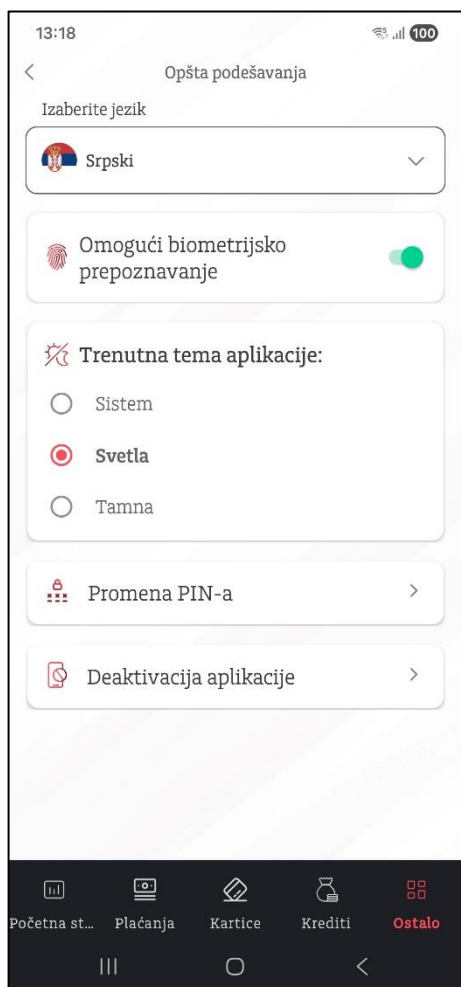 13:18
100
Opšta podešavanja
Izaberite jezik
Srpski
Omogući biometrijsko
prepoznavanje
Trenutna tema aplikacije:
Sistem
Svetla
Tamna
Promena PIN-a
Deaktivacija aplikacije
Početna st... Plaćanja Kartice Krediti Ostalo